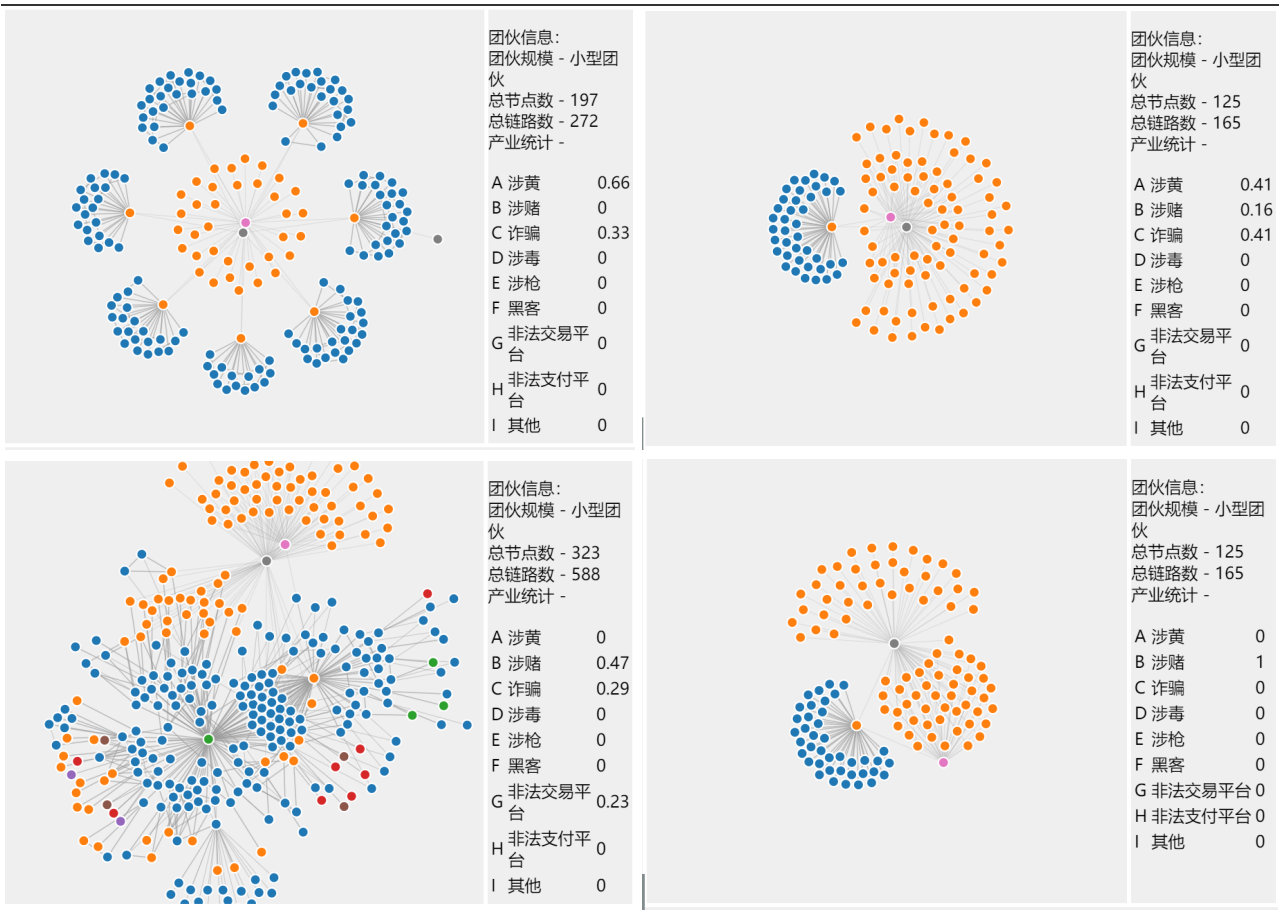 团伙信息：
团伙规模 - 小型团
伙
总节点数 - 197
总链路数 - 272
产业统计 -
A 涉黄 0.66
B 涉赌 0
C 诈骗 0.33
D 涉毒 0
E 涉枪 0
F 黑客 0
G 非法交易平
台 0
H 非法支付平
台 0
I 其他 0
团伙信息：
团伙规模 - 小型团
伙
总节点数 - 125
总链路数 - 165
产业统计 -
A 涉黄 0.41
B 涉赌 0.16
C 诈骗 0.41
D 涉毒 0
E 涉枪 0
F 黑客 0
G 非法交易平
台 0
H 非法支付平
台 0
I 其他 0
团伙信息：
团伙规模 - 小型团
伙
总节点数 - 323
总链路数 - 588
产业统计 -
A 涉黄 0
B 涉赌 0.47
C 诈骗 0.29
D 涉毒 0
E 涉枪 0
F 黑客 0
G 非法交易平
台 0.23
H 非法支付平
台 0
I 其他 0
团伙信息：
团伙规模 - 小型团
伙
总节点数 - 125
总链路数 - 165
产业统计 -
A 涉黄 0
B 涉赌 1
C 诈骗 0
D 涉毒 0
E 涉枪 0
F 黑客 0
G 非法交易平台 0
H 非法支付平台 0
I 其他 0